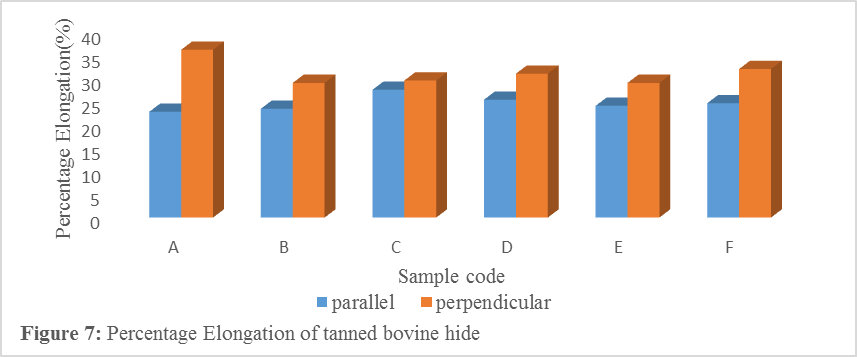 Percentage Elongation(%)
40
35
30
25
20
15
10
5
0
A B C D E F
Sample code
parallel perpendicular
Figure 7: Percentage Elongation of tanned bovine hide